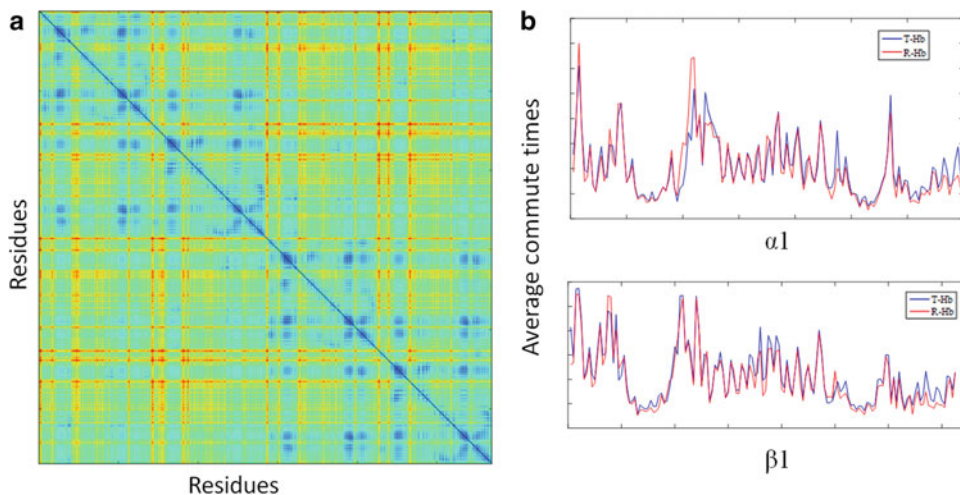 a
b
Residues
Residues
Average commute times
T-Hb
R-Hb
α1
T-Hb
R-Hb
β1